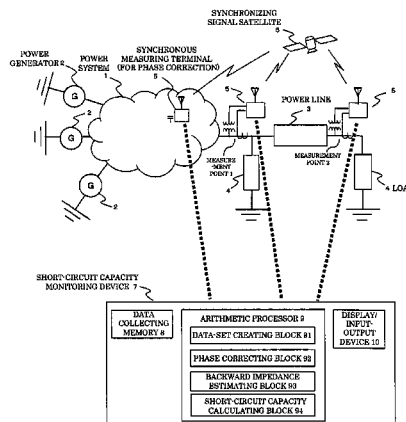 SYNCHRONIZING
SIGNAL SATELLITE
6
POWER
GENERATOR 2
POWER
SYSTEM
1
SYNCHRONOUS
MEASURING TERMINAL
(FOR PHASE CORRECTION)
5
G
G
2
G
2
5
POWER LINE
3
5
MEASURE
-MENT
POINT 1
MEASUREMENT
POINT 2
4
4 LOAD
SHORT-CIRCUIT CAPACITY
MONITORING DEVICE 7
DATA
COLLECTING
MEMORY 8
ARITHMETIC PROCESSOR 9
DATA-SET CREATING BLOCK 91
PHASE CORRECTING BLOCK 92
BACKWARD IMPEDANCE
ESTIMATING BLOCK 93
SHORT-CIRCUIT CAPACITY
CALCULATING BLOCK 94
DISPLAY/
INPUT-
OUTPUT
DEVICE 10